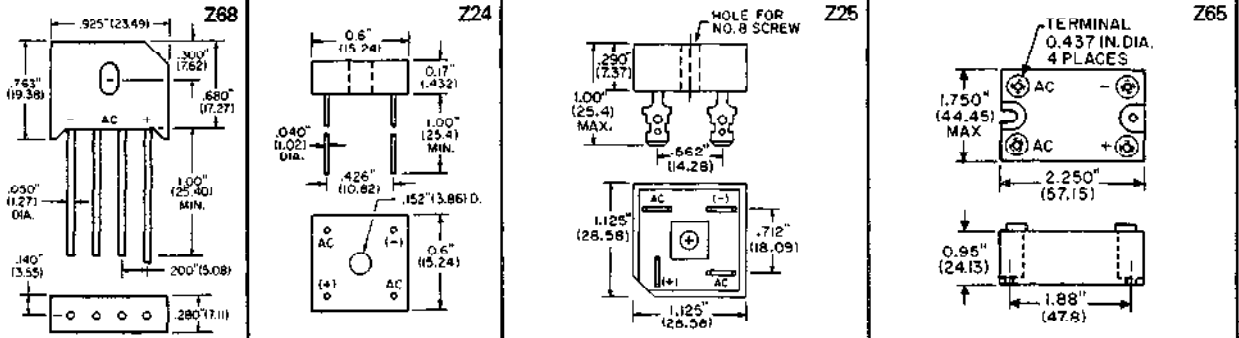 Z68
.925" (23.49)
.300"
(7.62)
.763"
(19.38)
.680"
(17.27)
- AC +
.050"
(1.27)
DIA.
1.00"
(25.40)
MIN.
.140"
(3.55)
.200"(5.08)
.280"(7.11)
Z24
0.6"
(15.24)
0.17"
(.432)
.040"
(1.02)
DIA.
1.00"
(25.4)
MIN.
.426"
(10.82)
.152"(3.86) D.
AC (-)
(+) AC
0.6"
(15.24)
Z25
HOLE FOR
NO. 8 SCREW
.290"
(7.37)
1.00"
(25.4)
MAX.
.562"
(14.28)
AC (-)
(+) AC
1.125"
(28.58)
.712"
(18.09)
1.125"
(28.58)
Z65
TERMINAL
0.437 IN. DIA.
4 PLACES
AC -
AC +
1.750"
(44.45)
MAX
2.250"
(57.15)
0.95"
(24.13)
1.88"
(47.8)